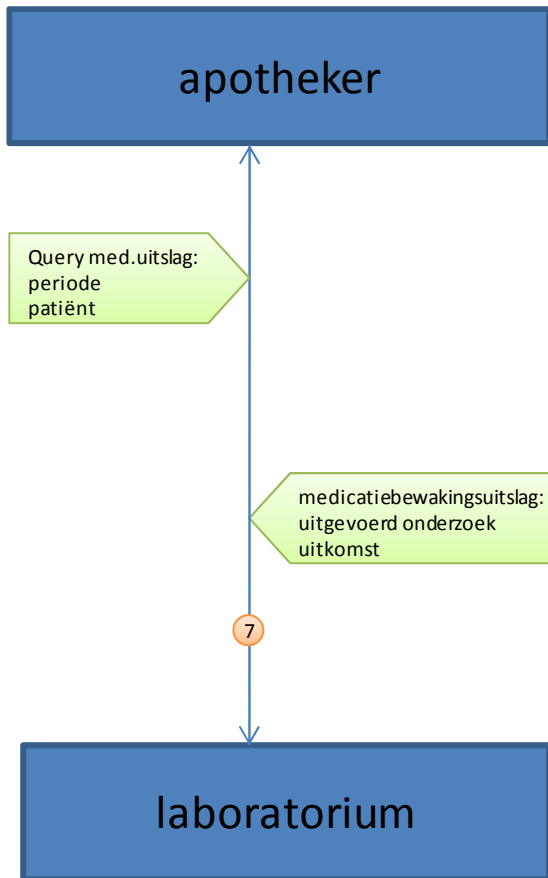 apotheker
Query med.uitslag:
periode
patiënt
medicatiebewakingsuitslag:
uitgevoerd onderzoek
uitkomst
7
laboratorium